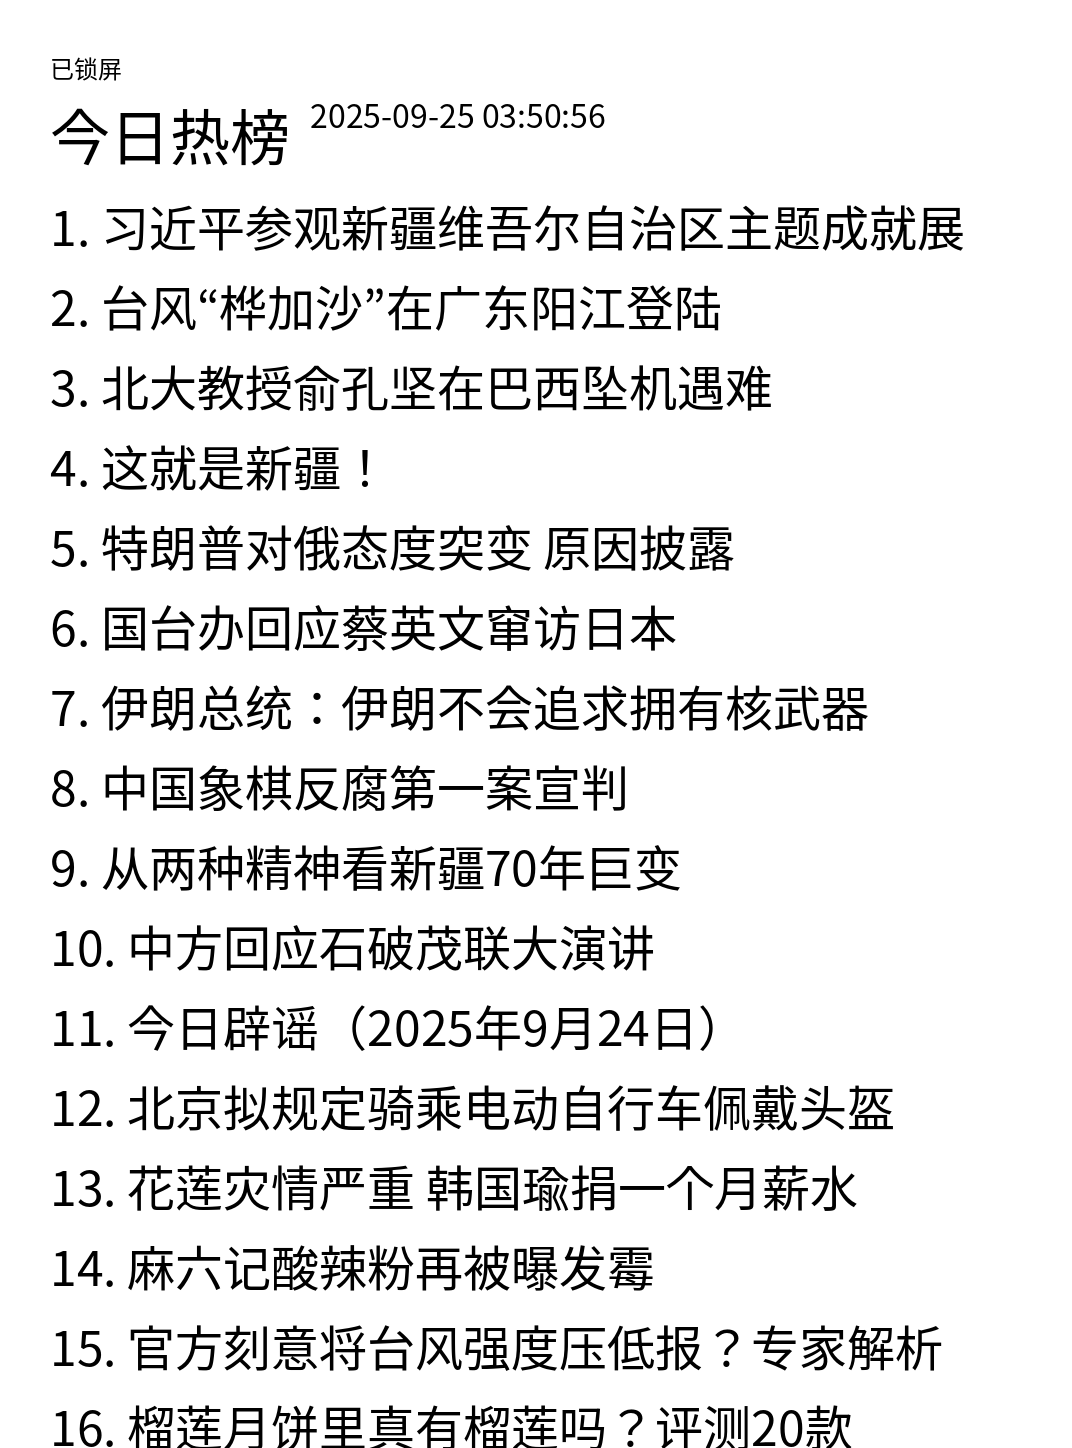 已锁屏
今日热榜 2025-09-25 03:50:56
1. 习近平参观新疆维吾尔自治区主题成就展
2. 台风“桦加沙”在广东阳江登陆
3. 北大教授俞孔坚在巴西坠机遇难
4. 这就是新疆！
5. 特朗普对俄态度突变 原因披露
6. 国台办回应蔡英文窜访日本
7. 伊朗总统：伊朗不会追求拥有核武器
8. 中国象棋反腐第一案宣判
9. 从两种精神看新疆70年巨变
10. 中方回应石破茂联大演讲
11. 今日辟谣（2025年9月24日）
12. 北京拟规定骑乘电动自行车佩戴头盔
13. 花莲灾情严重 韩国瑜捐一个月薪水
14. 麻六记酸辣粉再被曝发霉
15. 官方刻意将台风强度压低报？专家解析
16. 榴莲月饼里真有榴莲吗？评测20款